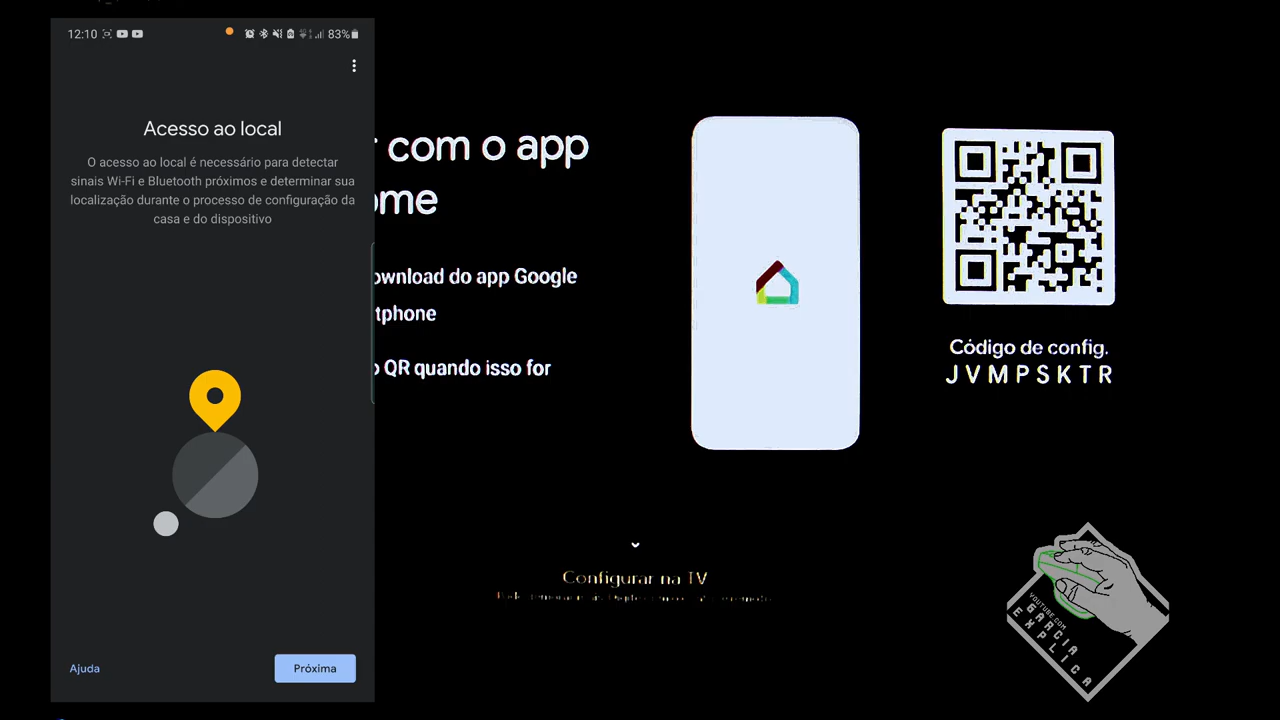 12:10
83%
Acesso ao local
O acesso ao local é necessário para detectar
sinais Wi-Fi e Bluetooth próximos e determinar sua
localização durante o processo de configuração da
casa e do dispositivo
Ajuda
Próxima
com o app
ome
ownload do app Google
tphone
o QR quando isso for
Código de config.
JVMPSKTR
Configurar na TV
YOUTUBE.COM
GARCIA
EXPLICA